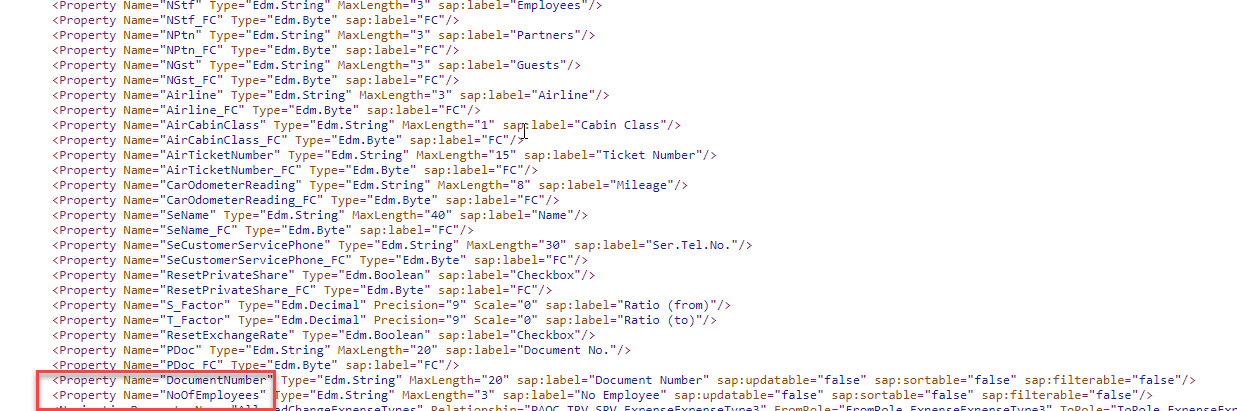 <Property Name="NStf" Type="Edm.String" MaxLength="3" sap:label="Employees"/>
<Property Name="NStf_FC" Type="Edm.Byte" sap:label="FC"/>
<Property Name="NPtn" Type="Edm.String" MaxLength="3" sap:label="Partners"/>
<Property Name="NPtn_FC" Type="Edm.Byte" sap:label="FC"/>
<Property Name="NGst" Type="Edm.String" MaxLength="3" sap:label="Guests"/>
<Property Name="NGst_FC" Type="Edm.Byte" sap:label="FC"/>
<Property Name="Airline" Type="Edm.String" MaxLength="3" sap:label="Airline"/>
<Property Name="Airline_FC" Type="Edm.Byte" sap:label="FC"/>
<Property Name="AirCabinClass" Type="Edm.String" MaxLength="1" sap:label="Cabin Class"/>
<Property Name="AirCabinClass_FC" Type="Edm.Byte" sap:label="FC"/>
<Property Name="AirTicketNumber" Type="Edm.String" MaxLength="15" sap:label="Ticket Number"/>
<Property Name="AirTicketNumber_FC" Type="Edm.Byte" sap:label="FC"/>
<Property Name="CarOdometerReading" Type="Edm.String" MaxLength="8" sap:label="Mileage"/>
<Property Name="CarOdometerReading_FC" Type="Edm.Byte" sap:label="FC"/>
<Property Name="SeName" Type="Edm.String" MaxLength="40" sap:label="Name"/>
<Property Name="SeName_FC" Type="Edm.Byte" sap:label="FC"/>
<Property Name="SeCustomerServicePhone" Type="Edm.String" MaxLength="30" sap:label="Ser.Tel.No."/>
<Property Name="SeCustomerServicePhone_FC" Type="Edm.Byte" sap:label="FC"/>
<Property Name="ResetPrivateShare" Type="Edm.Boolean" sap:label="Checkbox"/>
<Property Name="ResetPrivateShare_FC" Type="Edm.Byte" sap:label="FC"/>
<Property Name="S_Factor" Type="Edm.Decimal" Precision="9" Scale="0" sap:label="Ratio (from)"/>
<Property Name="T_Factor" Type="Edm.Decimal" Precision="9" Scale="0" sap:label="Ratio (to)"/>
<Property Name="ResetExchangeRate" Type="Edm.Boolean" sap:label="Checkbox"/>
<Property Name="PDoc" Type="Edm.String" MaxLength="20" sap:label="Document No."/>
<Property Name="PDoc_FC" Type="Edm.Byte" sap:label="FC"/>
<Property Name="DocumentNumber" Type="Edm.String" MaxLength="20" sap:label="Document Number" sap:updatable="false" sap:sortable="false" sap:filterable="false"/>
<Property Name="NoOfEmployees" Type="Edm.String" MaxLength="3" sap:label="No Employee" sap:updatable="false" sap:sortable="false" sap:filterable="false"/>